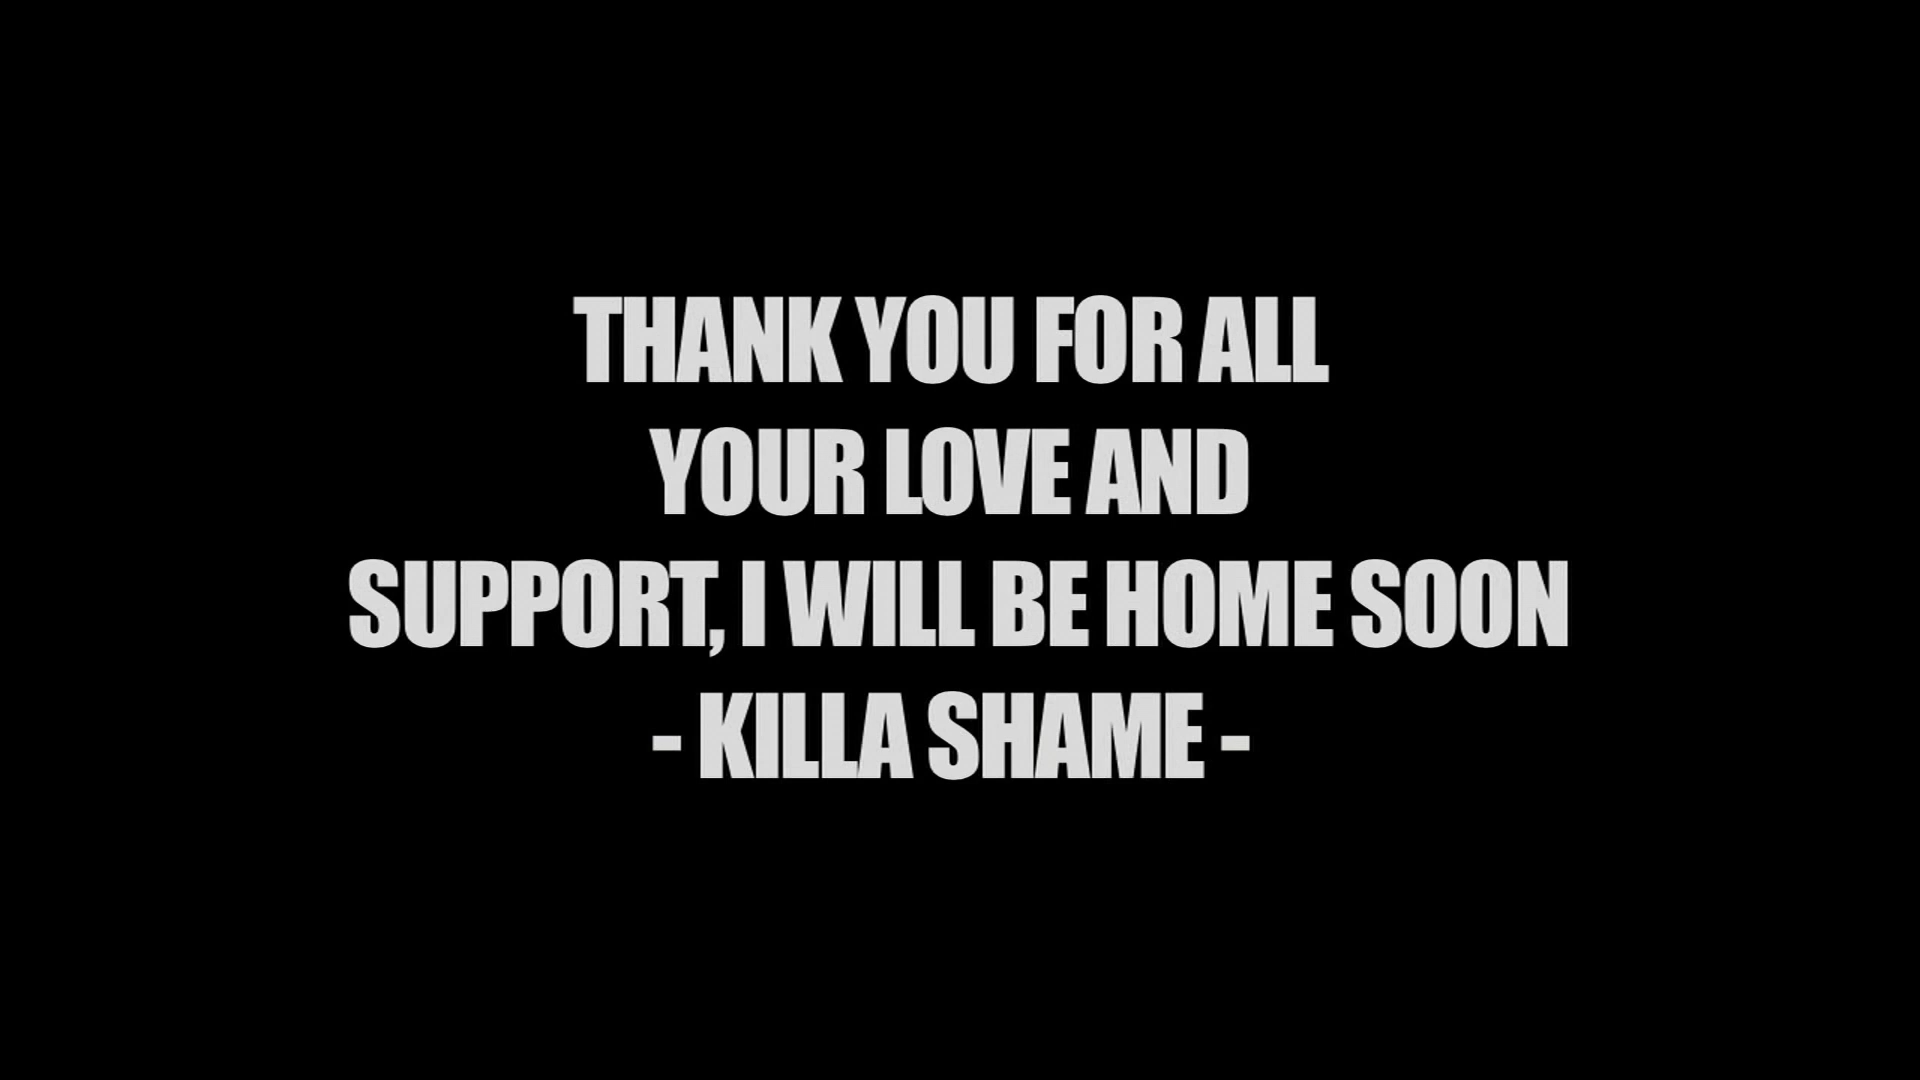 THANK YOU FOR ALL
YOUR LOVE AND
SUPPORT, I WILL BE HOME SOON
- KILLA SHAME -